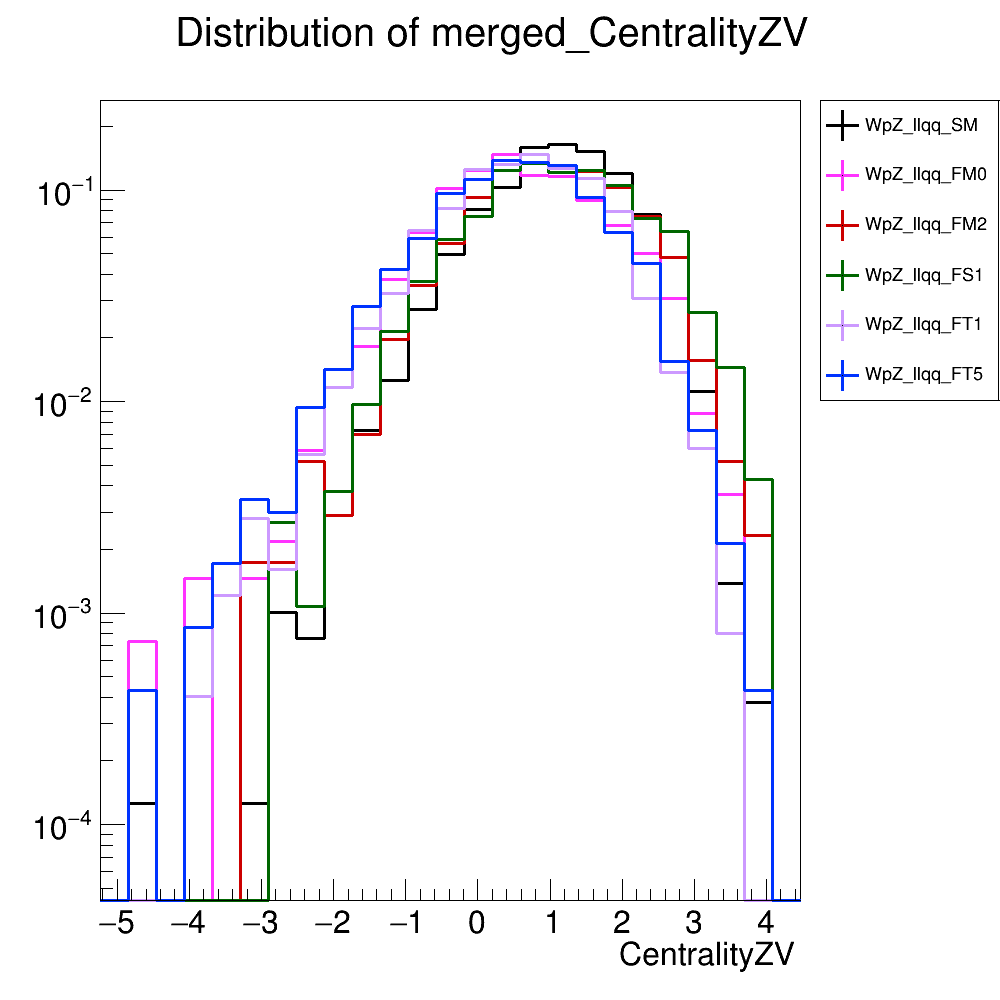 Distribution of merged_CentralityZV
WpZ_llqq_SM
WpZ_llqq_FM0
WpZ_llqq_FM2
WpZ_llqq_FS1
WpZ_llqq_FT1
WpZ_llqq_FT5
10⁻¹
10⁻²
10⁻³
10⁻⁴
−5 −4 −3 −2 −1 0 1 2 3 4
CentralityZV